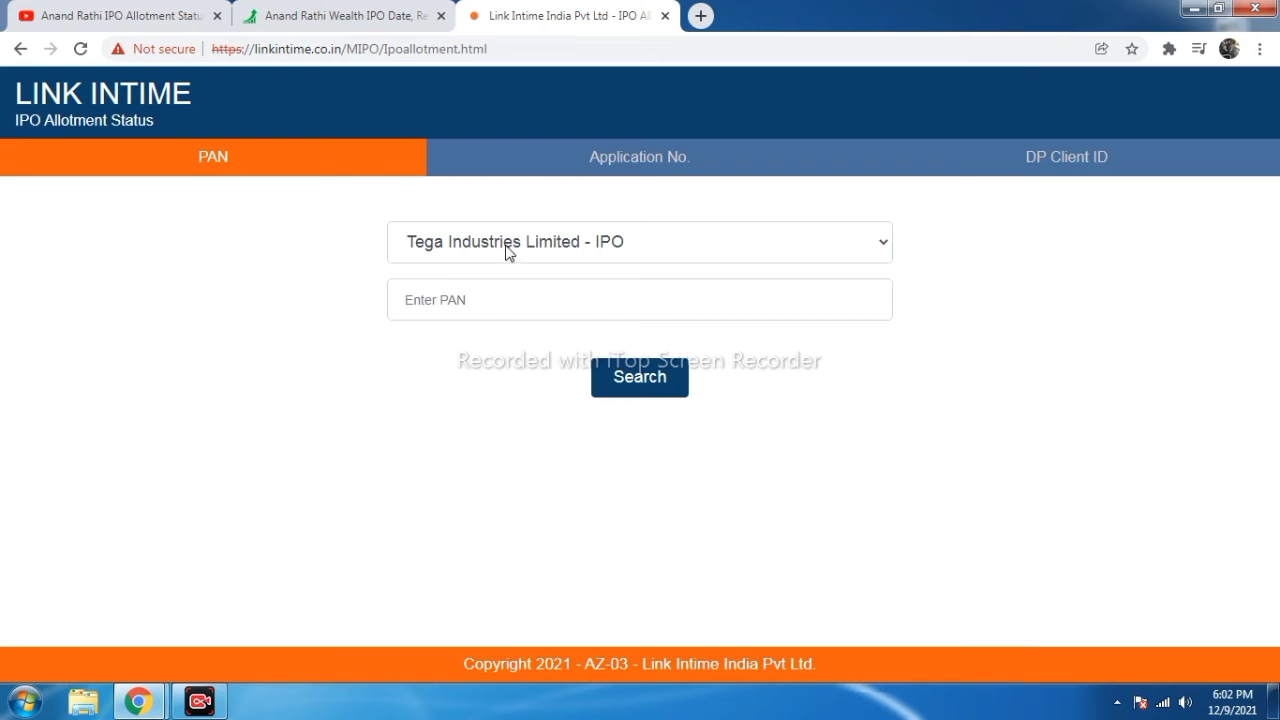 Anand Rathi IPO Allotment Statu
Anand Rathi Wealth IPO Date, Re
Link Intime India Pvt Ltd - IPO Al
Not secure
https://linkintime.co.in/MIPO/Ipoallotment.html
LINK INTIME
IPO Allotment Status
PAN
Application No.
DP Client ID
Tega Industries Limited - IPO
Enter PAN
Recorded with iTop Screen Recorder
Search
Copyright 2021 - AZ-03 - Link Intime India Pvt Ltd.
6:02 PM
12/9/2021